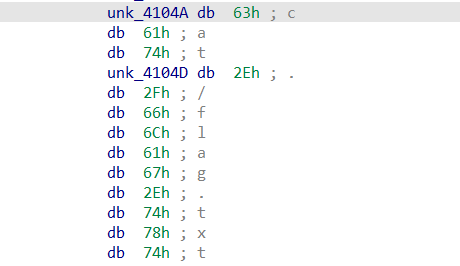 unk_4104A db 63h ; c
db 61h ; a
db 74h ; t
unk_4104D db 2Eh ; .
db 2Fh ; /
db 66h ; f
db 6Ch ; l
db 61h ; a
db 67h ; g
db 2Eh ; .
db 74h ; t
db 78h ; x
db 74h ; t